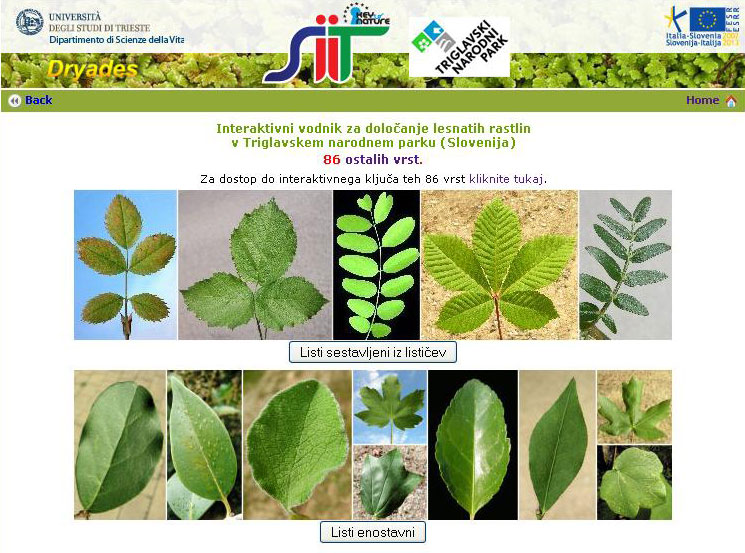 UNIVERSITÀ
DEGLI STUDI DI TRIESTE
Dipartimento di Scienze della Vita
KEY
NATURE
SiiT
TRIGLAVSKI
NARODNI
PARK
Italia-Slovenia 2007
Slovenija-Italija 2013
Dryades
Back
Home
Interaktivni vodnik za določanje lesnatih rastlin
v Triglavskem narodnem parku (Slovenija)
86 ostalih vrst.
Za dostop do interaktivnega ključa teh 86 vrst kliknite tukaj.
Listi sestavljeni iz lističev
Listi enostavni